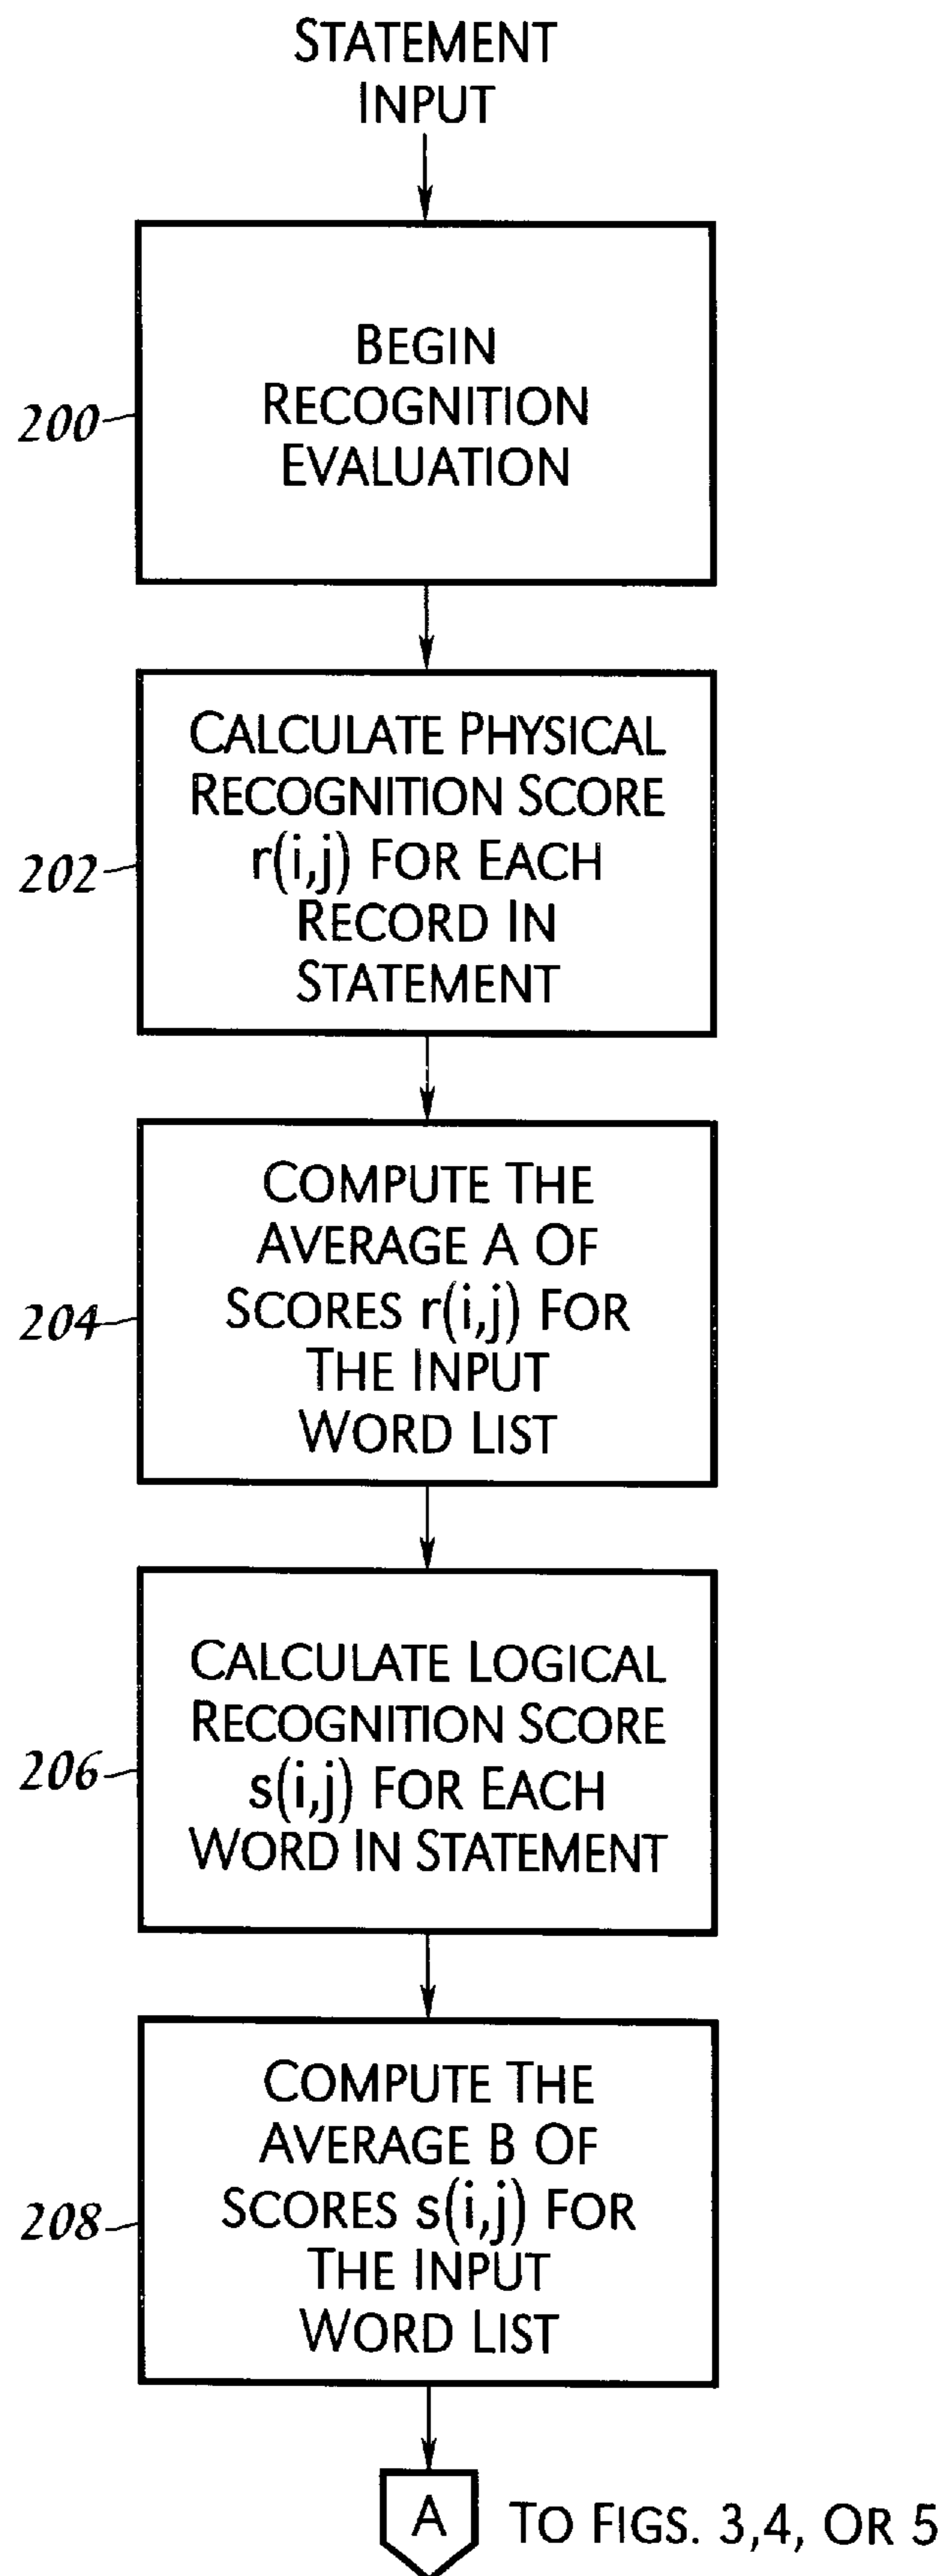 STATEMENT
INPUT
200
BEGIN
RECOGNITION
EVALUATION
202
CALCULATE PHYSICAL
RECOGNITION SCORE
r(i,j) FOR EACH
RECORD IN
STATEMENT
204
COMPUTE THE
AVERAGE A OF
SCORES r(i,j) FOR
THE INPUT
WORD LIST
206
CALCULATE LOGICAL
RECOGNITION SCORE
s(i,j) FOR EACH
WORD IN STATEMENT
208
COMPUTE THE
AVERAGE B OF
SCORES s(i,j) FOR
THE INPUT
WORD LIST
A TO FIGS. 3,4, OR 5